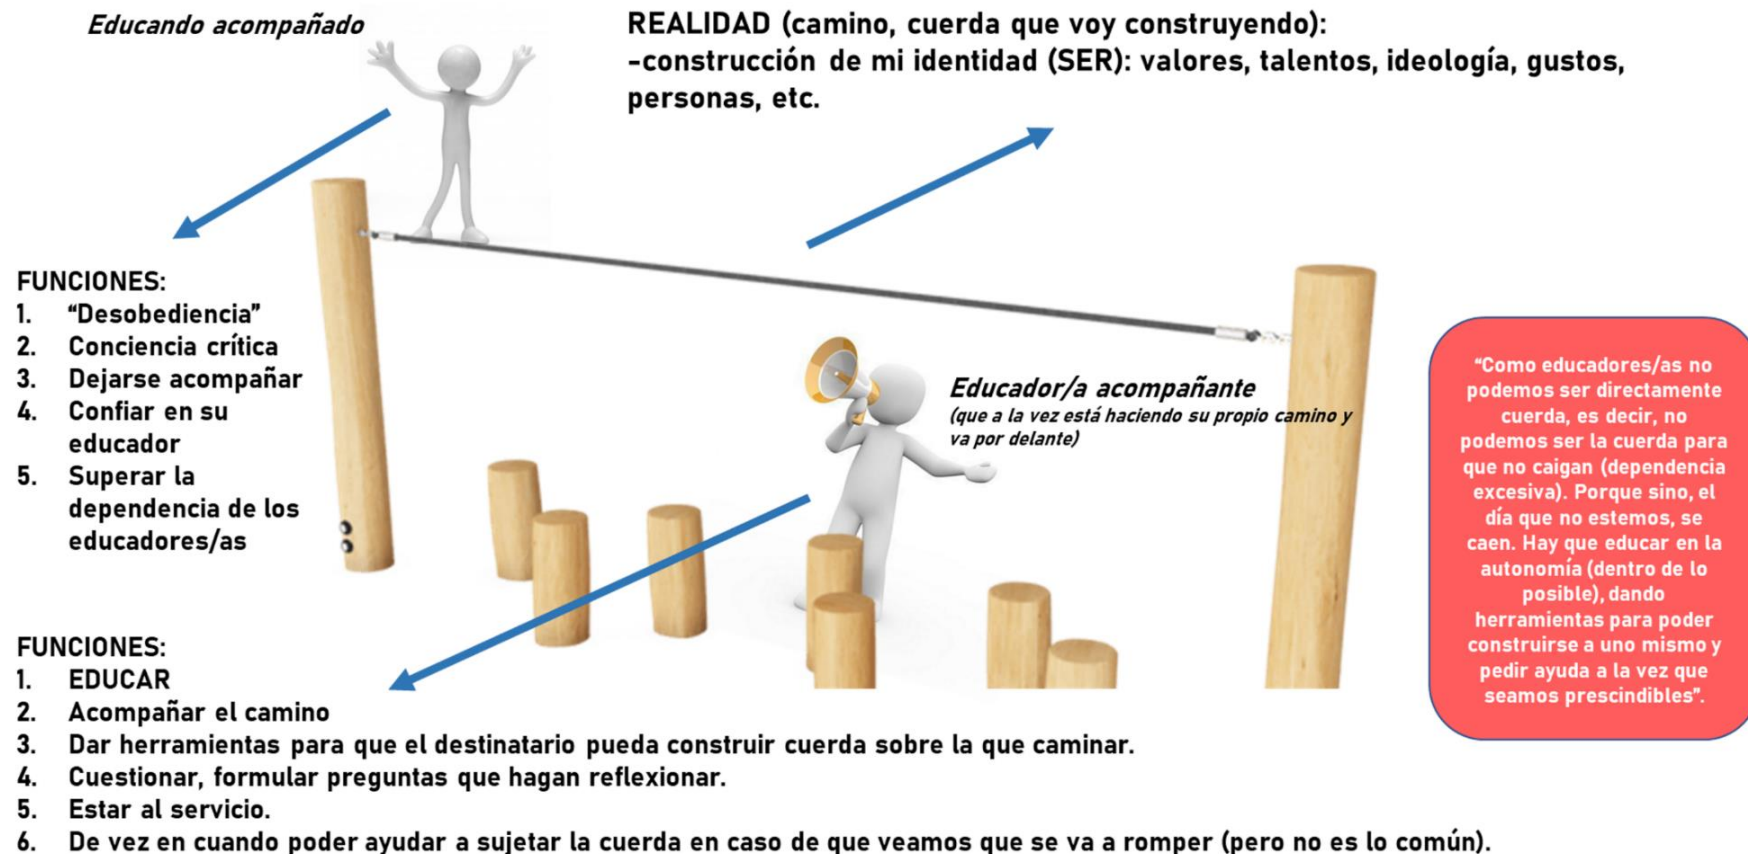 Educando acompañado
REALIDAD (camino, cuerda que voy construyendo):
-construcción de mi identidad (SER): valores, talentos, ideología, gustos,
personas, etc.
FUNCIONES:
1. “Desobediencia”
2. Conciencia crítica
3. Dejarse acompañar
4. Confiar en su
educador
5. Superar la
dependencia de los
educadores/as
Educador/a acompañante
(que a la vez está haciendo su propio camino y
va por delante)
“Como educadores/as no
podemos ser directamente
cuerda, es decir, no
podemos ser la cuerda para
que no caigan (dependencia
excesiva). Porque sino, el
día que no estemos, se
caen. Hay que educar en la
autonomía (dentro de lo
posible), dando
herramientas para poder
construirse a uno mismo y
pedir ayuda a la vez que
seamos prescindibles”.
FUNCIONES:
1. EDUCAR
2. Acompañar el camino
3. Dar herramientas para que el destinatario pueda construir cuerda sobre la que caminar.
4. Cuestionar, formular preguntas que hagan reflexionar.
5. Estar al servicio.
6. De vez en cuando poder ayudar a sujetar la cuerda en caso de que veamos que se va a romper (pero no es lo común).